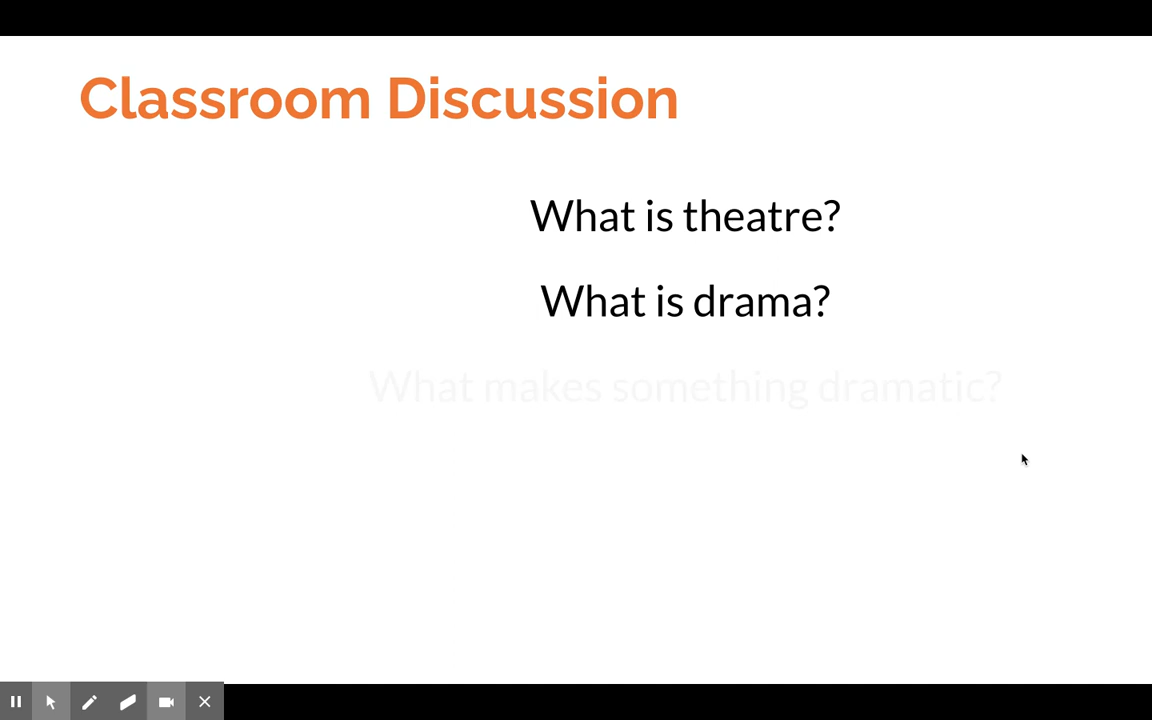 Classroom Discussion
What is theatre?
What is drama?
What makes something dramatic?